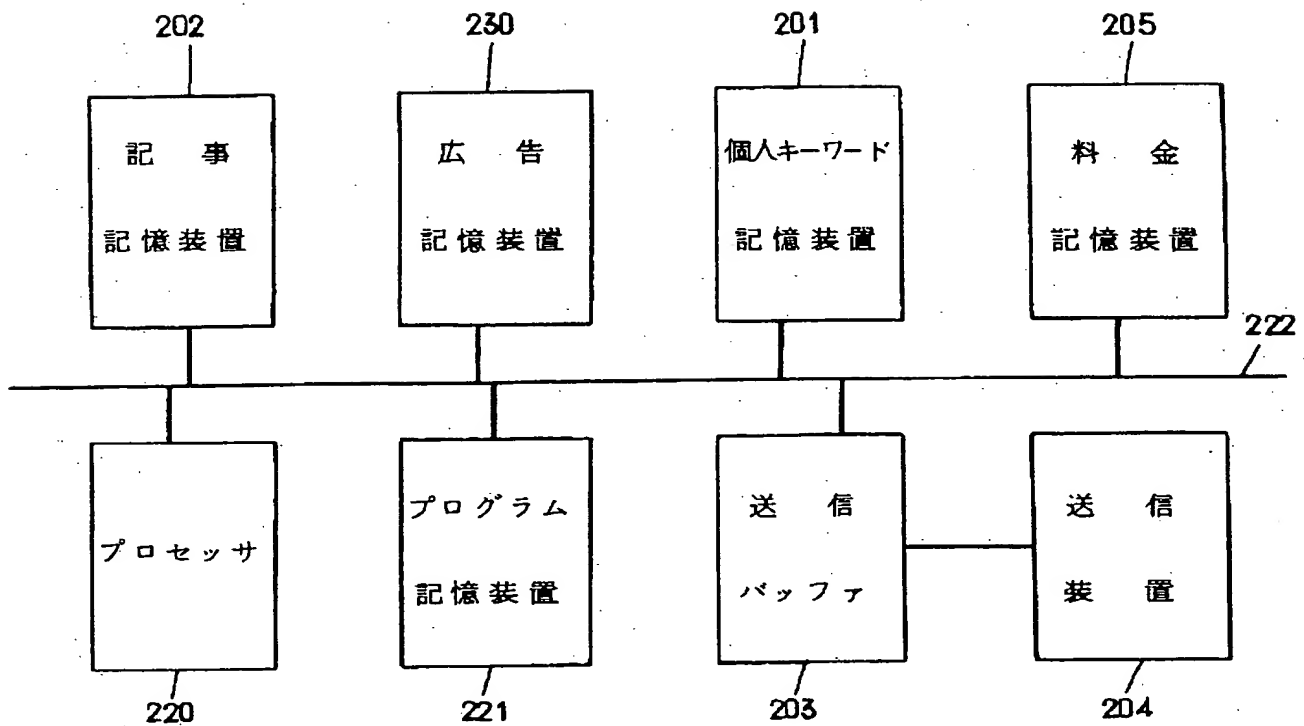 202 230 201 205
記事 広告 個人キーワード 料金
記憶装置 記憶装置 記憶装置 記憶装置
222
プログラム 送信 送信
プロセッサ
記憶装置 バッファ 装置
220 221 203 204